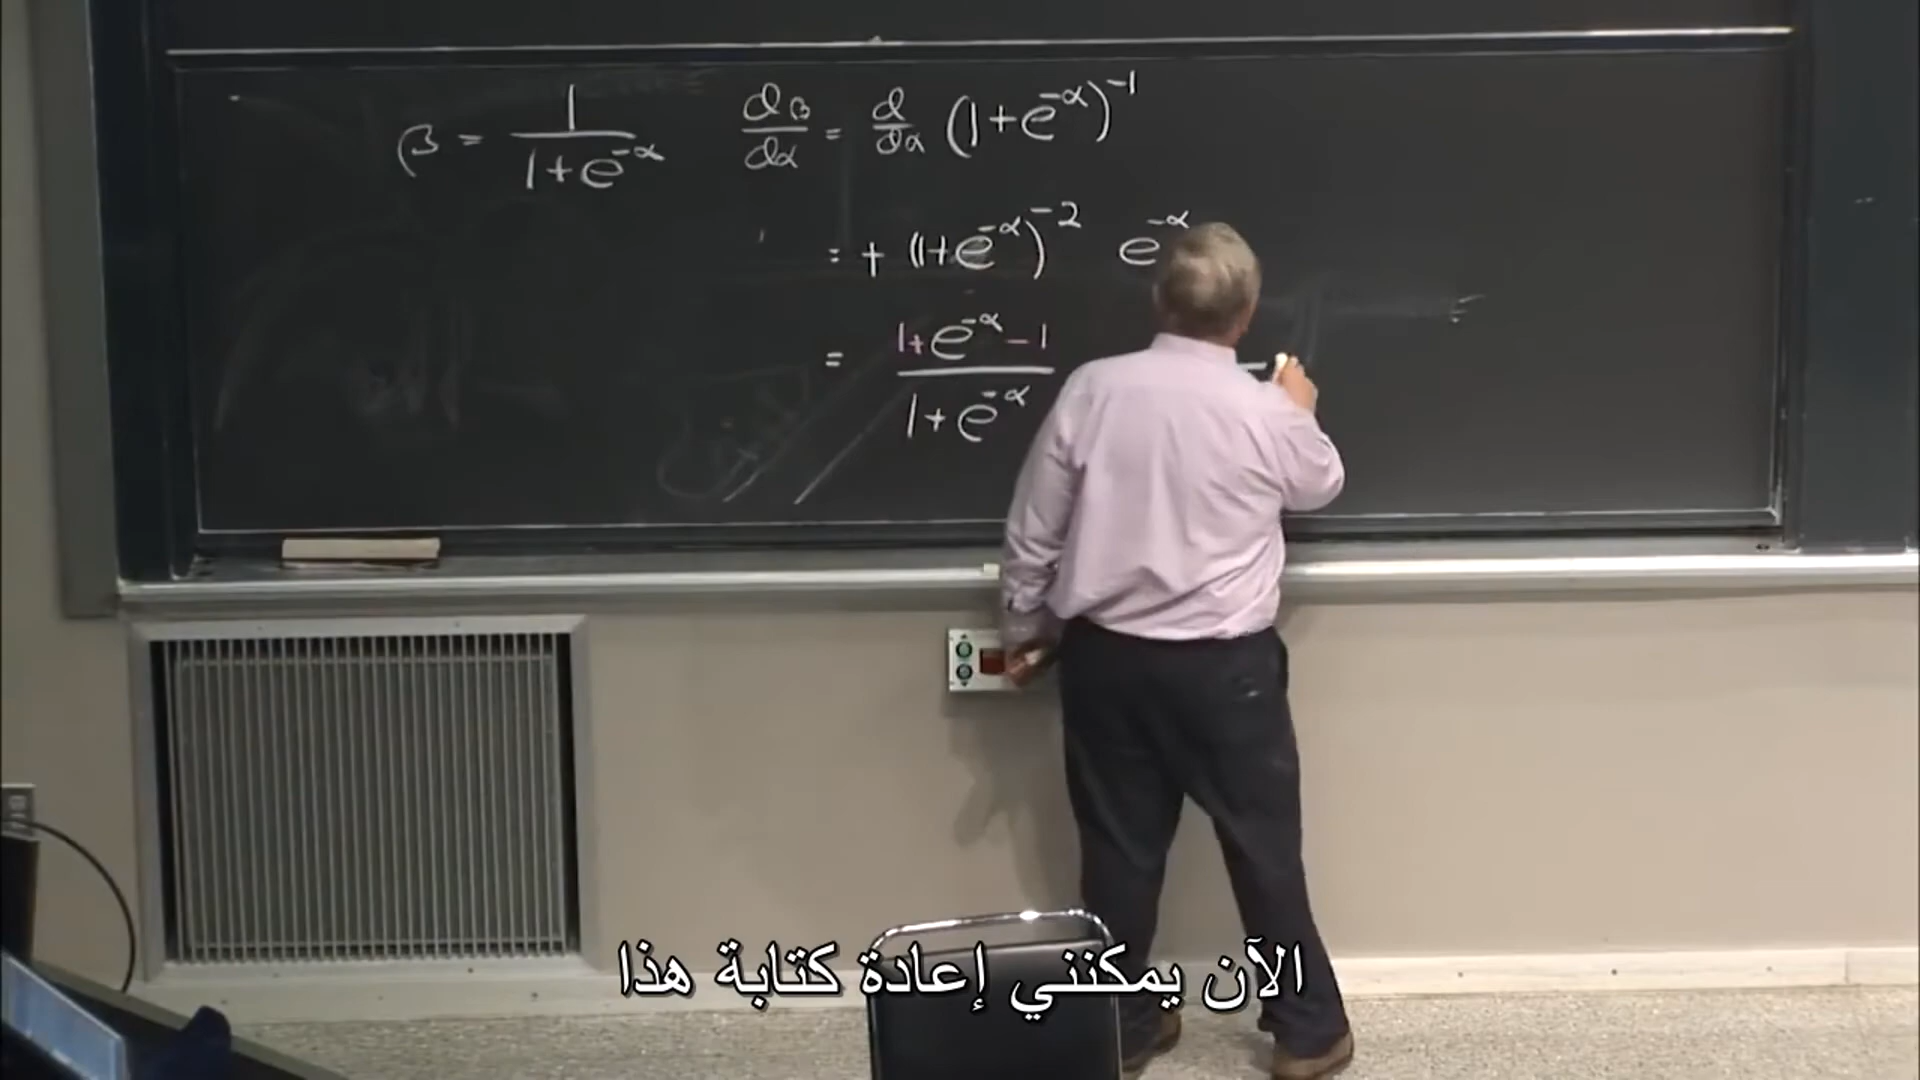 β = 1/(1+e^-α) dβ/dα = d/dα (1+e^-α)^-1
= + (1+e^-α)^-2 e^-α
= (1+e^-α-1)/(1+e^-α)
الآن يمكنني إعادة كتابة هذا